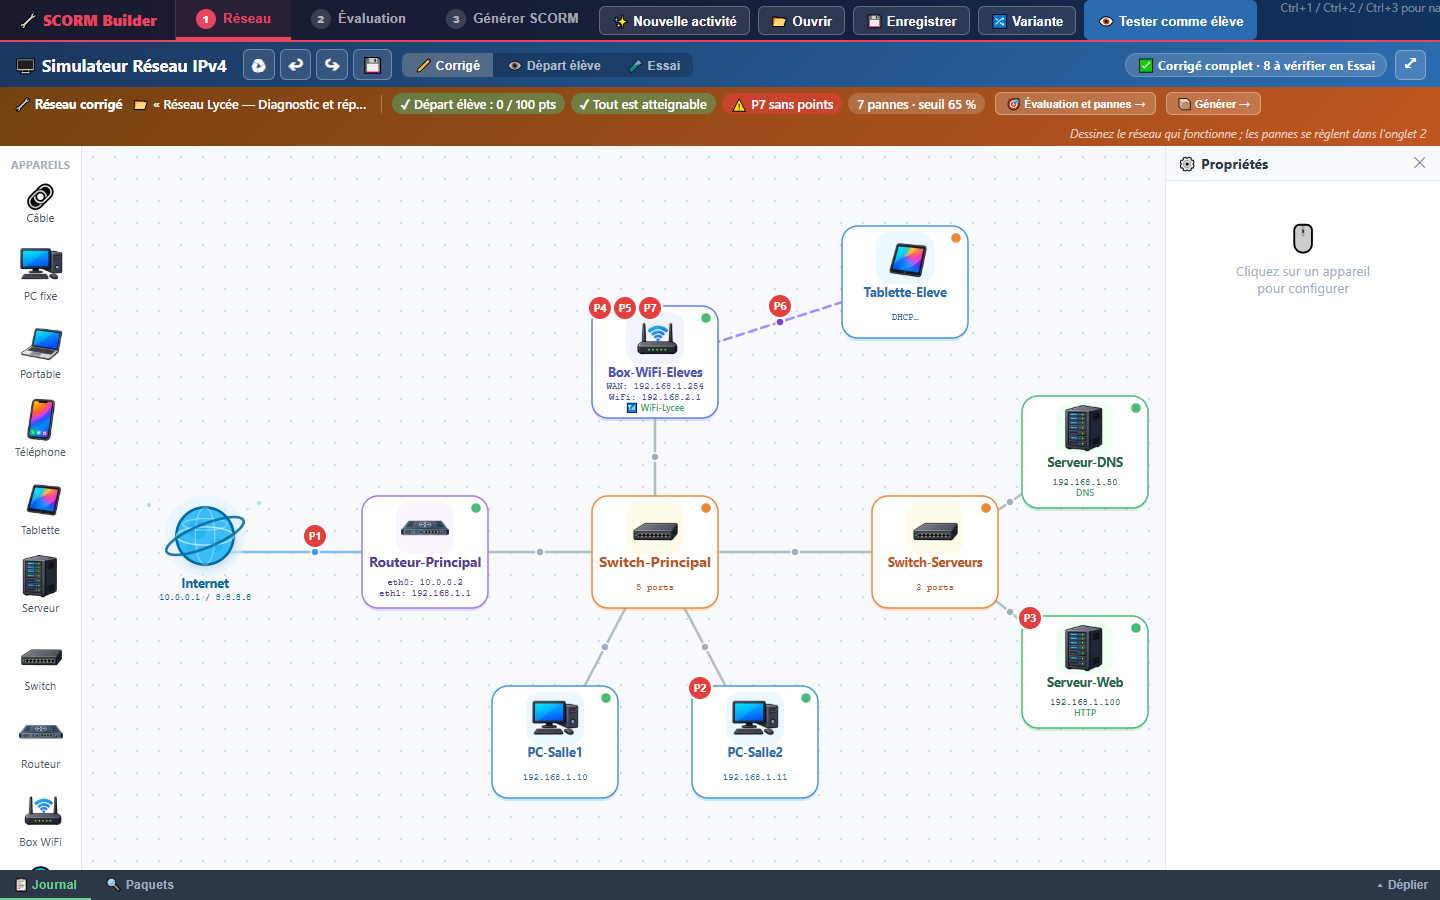 SCORM Builder
1 Réseau
2 Évaluation
3 Générer SCORM
Nouvelle activité
Ouvrir
Enregistrer
Variante
Tester comme élève
Ctrl+1 / Ctrl+2 / Ctrl+3 pour na
Simulateur Réseau IPv4
Corrigé
Départ élève
Essai
Corrigé complet · 8 à vérifier en Essai
Réseau corrigé
« Réseau Lycée — Diagnostic et rép...
✓ Départ élève : 0 / 100 pts
✓ Tout est atteignable
P7 sans points
7 pannes · seuil 65 %
Évaluation et pannes →
Générer →
Dessinez le réseau qui fonctionne ; les pannes se règlent dans l'onglet 2
APPAREILS
Câble
PC fixe
Portable
Téléphone
Tablette
Serveur
Switch
Routeur
Box WiFi
Propriétés
Cliquez sur un appareil
pour configurer
Tablette-Eleve
DHCP…
P6
P4 P5 P7
Box-WiFi-Eleves
WAN: 192.168.1.254
WiFi: 192.168.2.1
WiFi-Lycee
Serveur-DNS
192.168.1.50
DNS
P1
Internet
10.0.0.1 / 8.8.8.8
Routeur-Principal
eth0: 10.0.0.2
eth1: 192.168.1.1
Switch-Principal
5 ports
Switch-Serveurs
3 ports
P3
Serveur-Web
192.168.1.100
HTTP
PC-Salle1
192.168.1.10
P2
PC-Salle2
192.168.1.11
Journal
Paquets
Déplier